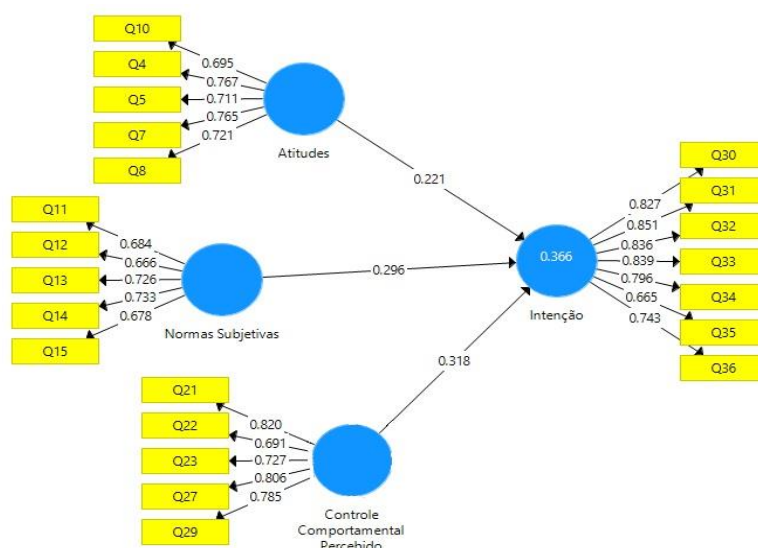 Q10
Q4
Q5
Q7
Q8
0.695
0.767
0.711
0.765
0.721
Atitudes
0.221
Q11
Q12
Q13
Q14
Q15
0.684
0.666
0.726
0.733
0.678
Normas Subjetivas
0.296
Q21
Q22
Q23
Q27
Q29
0.820
0.691
0.727
0.806
0.785
Controle
Comportamental
Percebido
0.318
0.366
Intenção
0.827
0.851
0.836
0.839
0.796
0.665
0.743
Q30
Q31
Q32
Q33
Q34
Q35
Q36